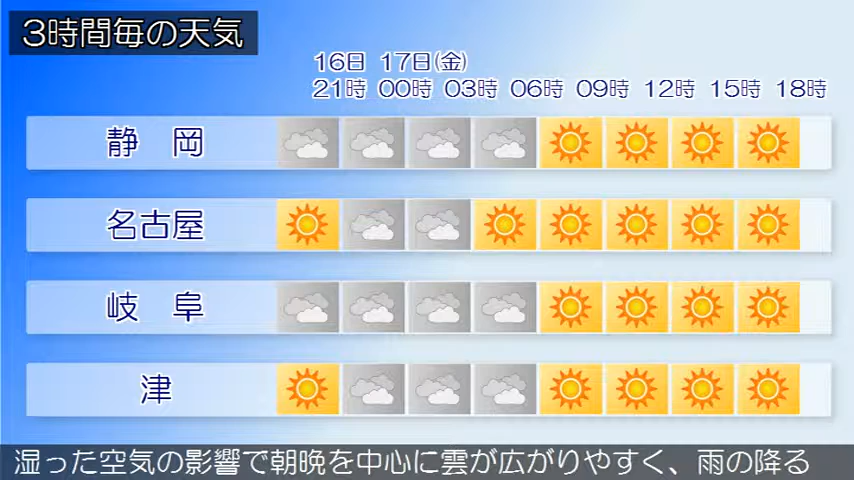 3時間毎の天気
16日 17日(金)
21時 00時 03時 06時 09時 12時 15時 18時
静岡
名古屋
岐阜
津
湿った空気の影響で朝晩を中心に雲が広がりやすく、雨の降る